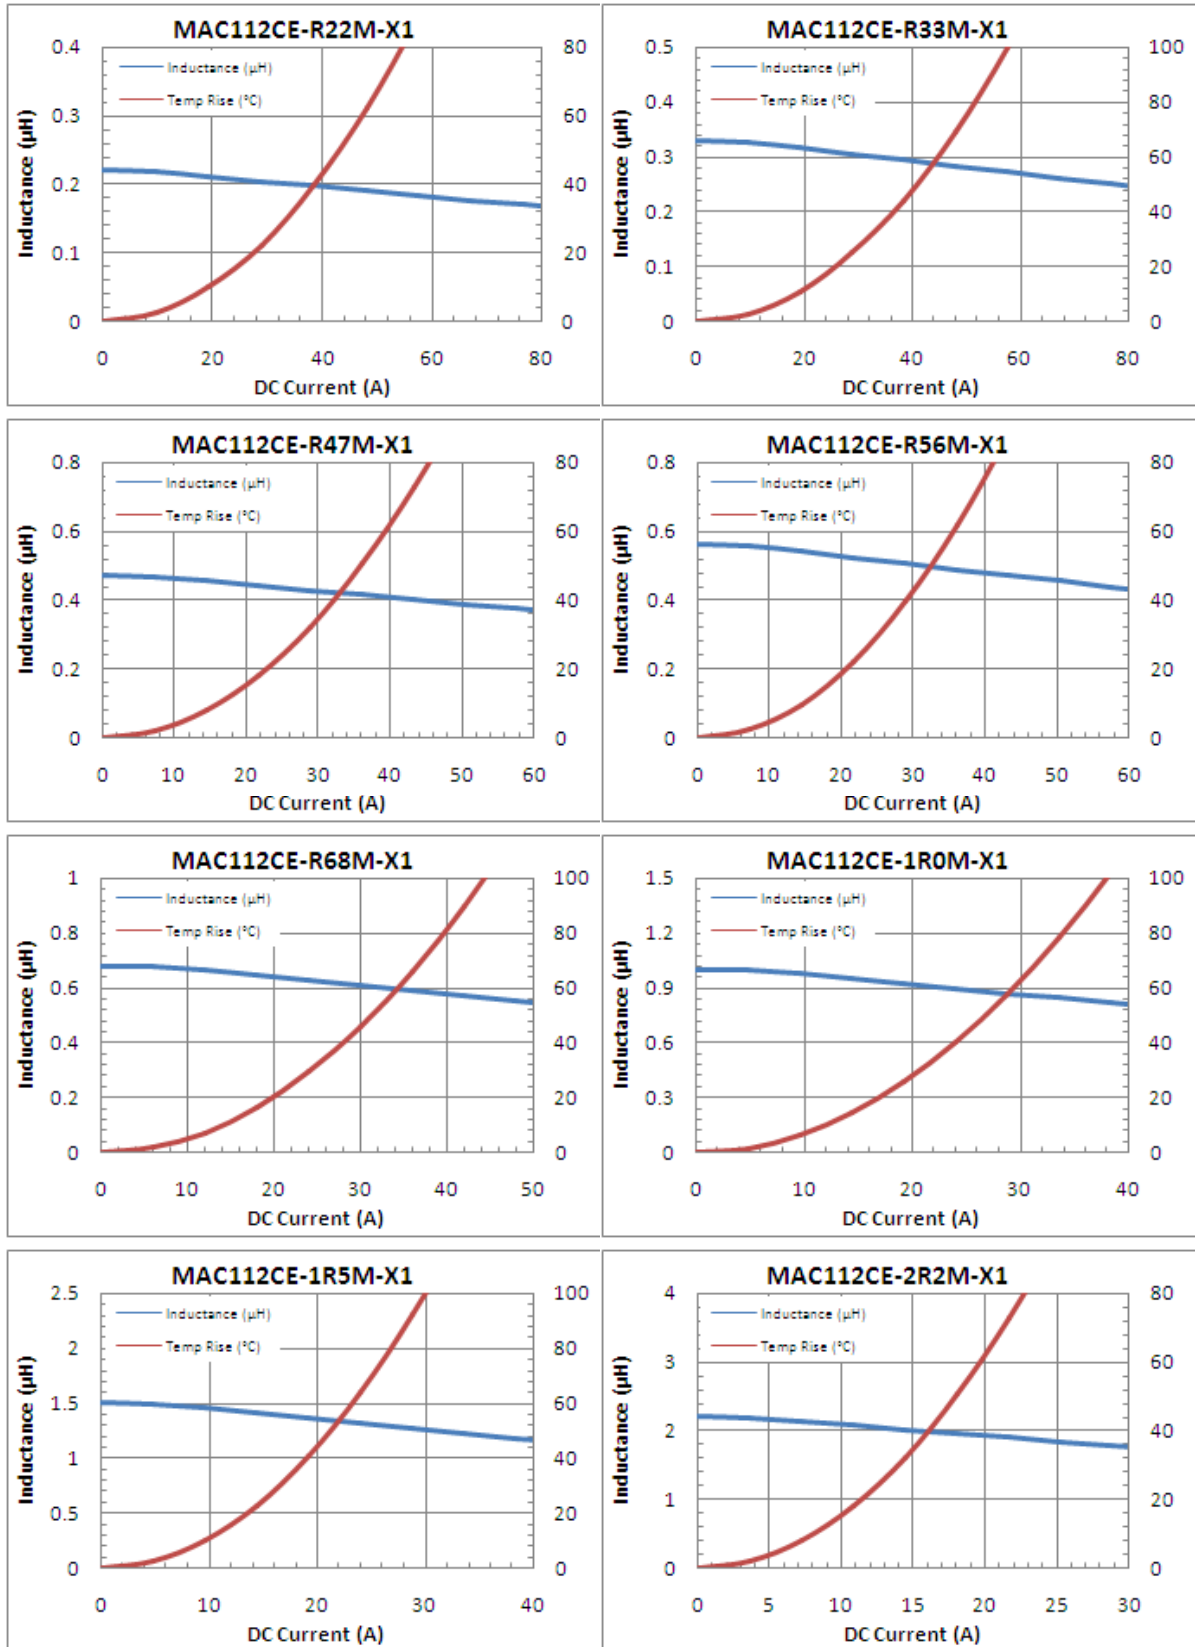 MAC112CE-R22M-X1
Inductance (µH)
Temp Rise (°C)
Inductance (µH)
0.4
0.3
0.2
0.1
0
80
60
40
20
0
0 20 40 60 80
DC Current (A)
MAC112CE-R33M-X1
Inductance (µH)
Temp Rise (°C)
Inductance (µH)
0.5
0.4
0.3
0.2
0.1
0
100
80
60
40
20
0
0 20 40 60 80
DC Current (A)
MAC112CE-R47M-X1
Inductance (µH)
Temp Rise (°C)
Inductance (µH)
0.8
0.6
0.4
0.2
0
80
60
40
20
0
0 10 20 30 40 50 60
DC Current (A)
MAC112CE-R56M-X1
Inductance (µH)
Temp Rise (°C)
Inductance (µH)
0.8
0.6
0.4
0.2
0
80
60
40
20
0
0 10 20 30 40 50 60
DC Current (A)
MAC112CE-R68M-X1
Inductance (µH)
Temp Rise (°C)
Inductance (µH)
1
0.8
0.6
0.4
0.2
0
100
80
60
40
20
0
0 10 20 30 40 50
DC Current (A)
MAC112CE-1R0M-X1
Inductance (µH)
Temp Rise (°C)
Inductance (µH)
1.5
1.2
0.9
0.6
0.3
0
100
80
60
40
20
0
0 10 20 30 40
DC Current (A)
MAC112CE-1R5M-X1
Inductance (µH)
Temp Rise (°C)
Inductance (µH)
2.5
2
1.5
1
0.5
0
100
80
60
40
20
0
0 10 20 30 40
DC Current (A)
MAC112CE-2R2M-X1
Inductance (µH)
Temp Rise (°C)
Inductance (µH)
4
3
2
1
0
80
60
40
20
0
0 5 10 15 20 25 30
DC Current (A)